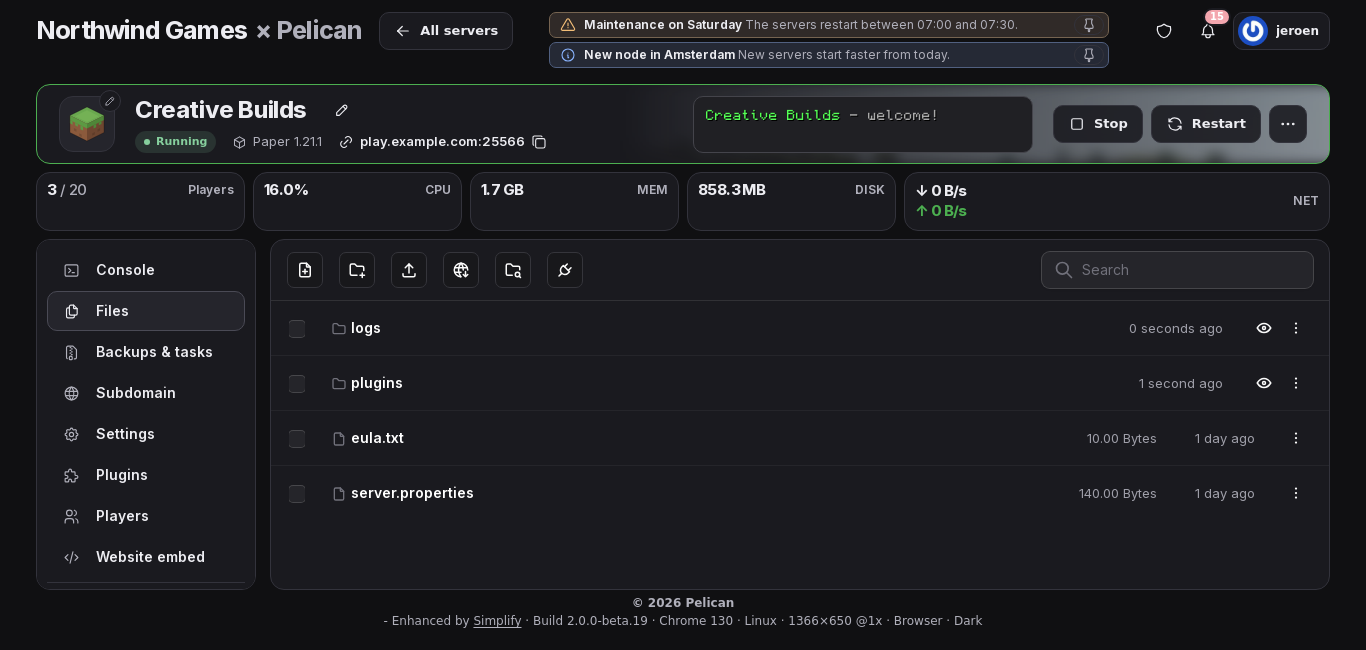 Northwind Games × Pelican
All servers
Maintenance on Saturday The servers restart between 07:00 and 07:30.
New node in Amsterdam New servers start faster from today.
15
jeroen
Creative Builds
Running
Paper 1.21.1
play.example.com:25566
Creative Builds – welcome!
Stop
Restart
3 / 20
Players
16.0%
CPU
1.7 GB
MEM
858.3 MB
DISK
↓ 0 B/s
↑ 0 B/s
NET
Console
Files
Backups & tasks
Subdomain
Settings
Plugins
Players
Website embed
Search
logs
0 seconds ago
plugins
1 second ago
eula.txt
10.00 Bytes
1 day ago
server.properties
140.00 Bytes
1 day ago
© 2026 Pelican
- Enhanced by Simplify · Build 2.0.0-beta.19 · Chrome 130 · Linux · 1366×650 @1x · Browser · Dark